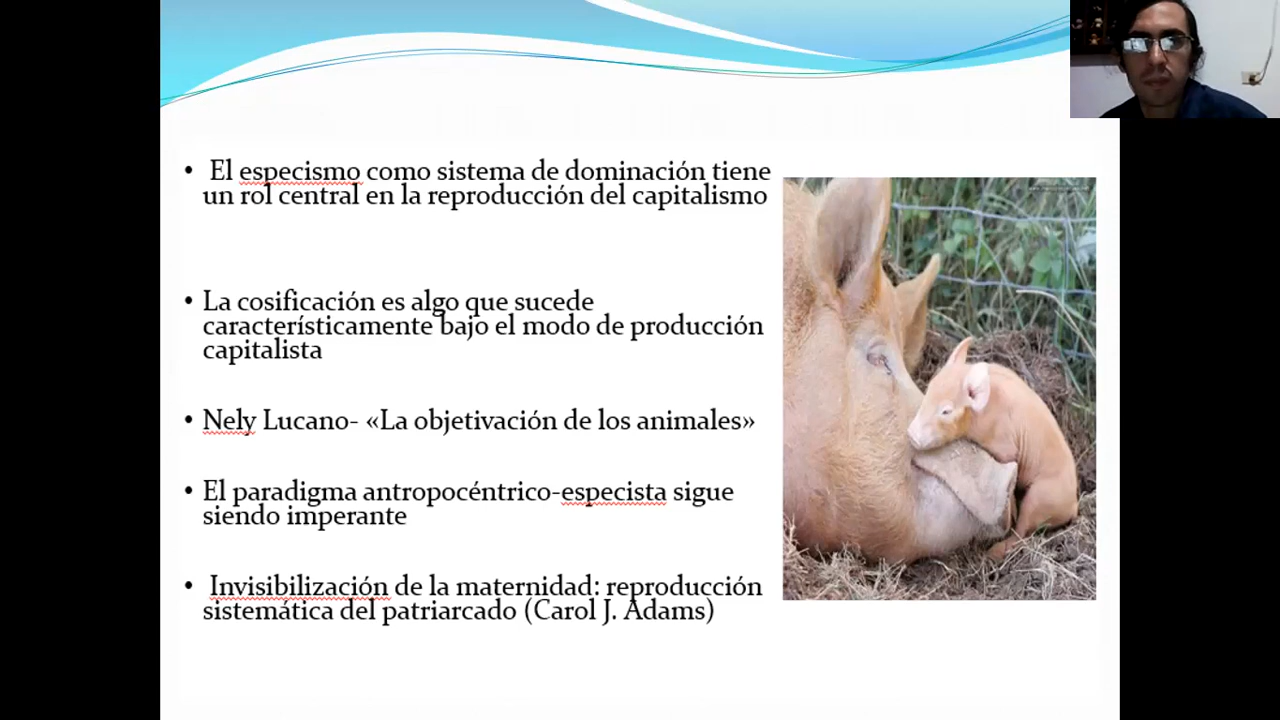 • El especismo como sistema de dominación tiene
un rol central en la reproducción del capitalismo
• La cosificación es algo que sucede
característicamente bajo el modo de producción
capitalista
• Nely Lucano- «La objetivación de los animales»
• El paradigma antropocéntrico-especista sigue
siendo imperante
• Invisibilización de la maternidad: reproducción
sistemática del patriarcado (Carol J. Adams)